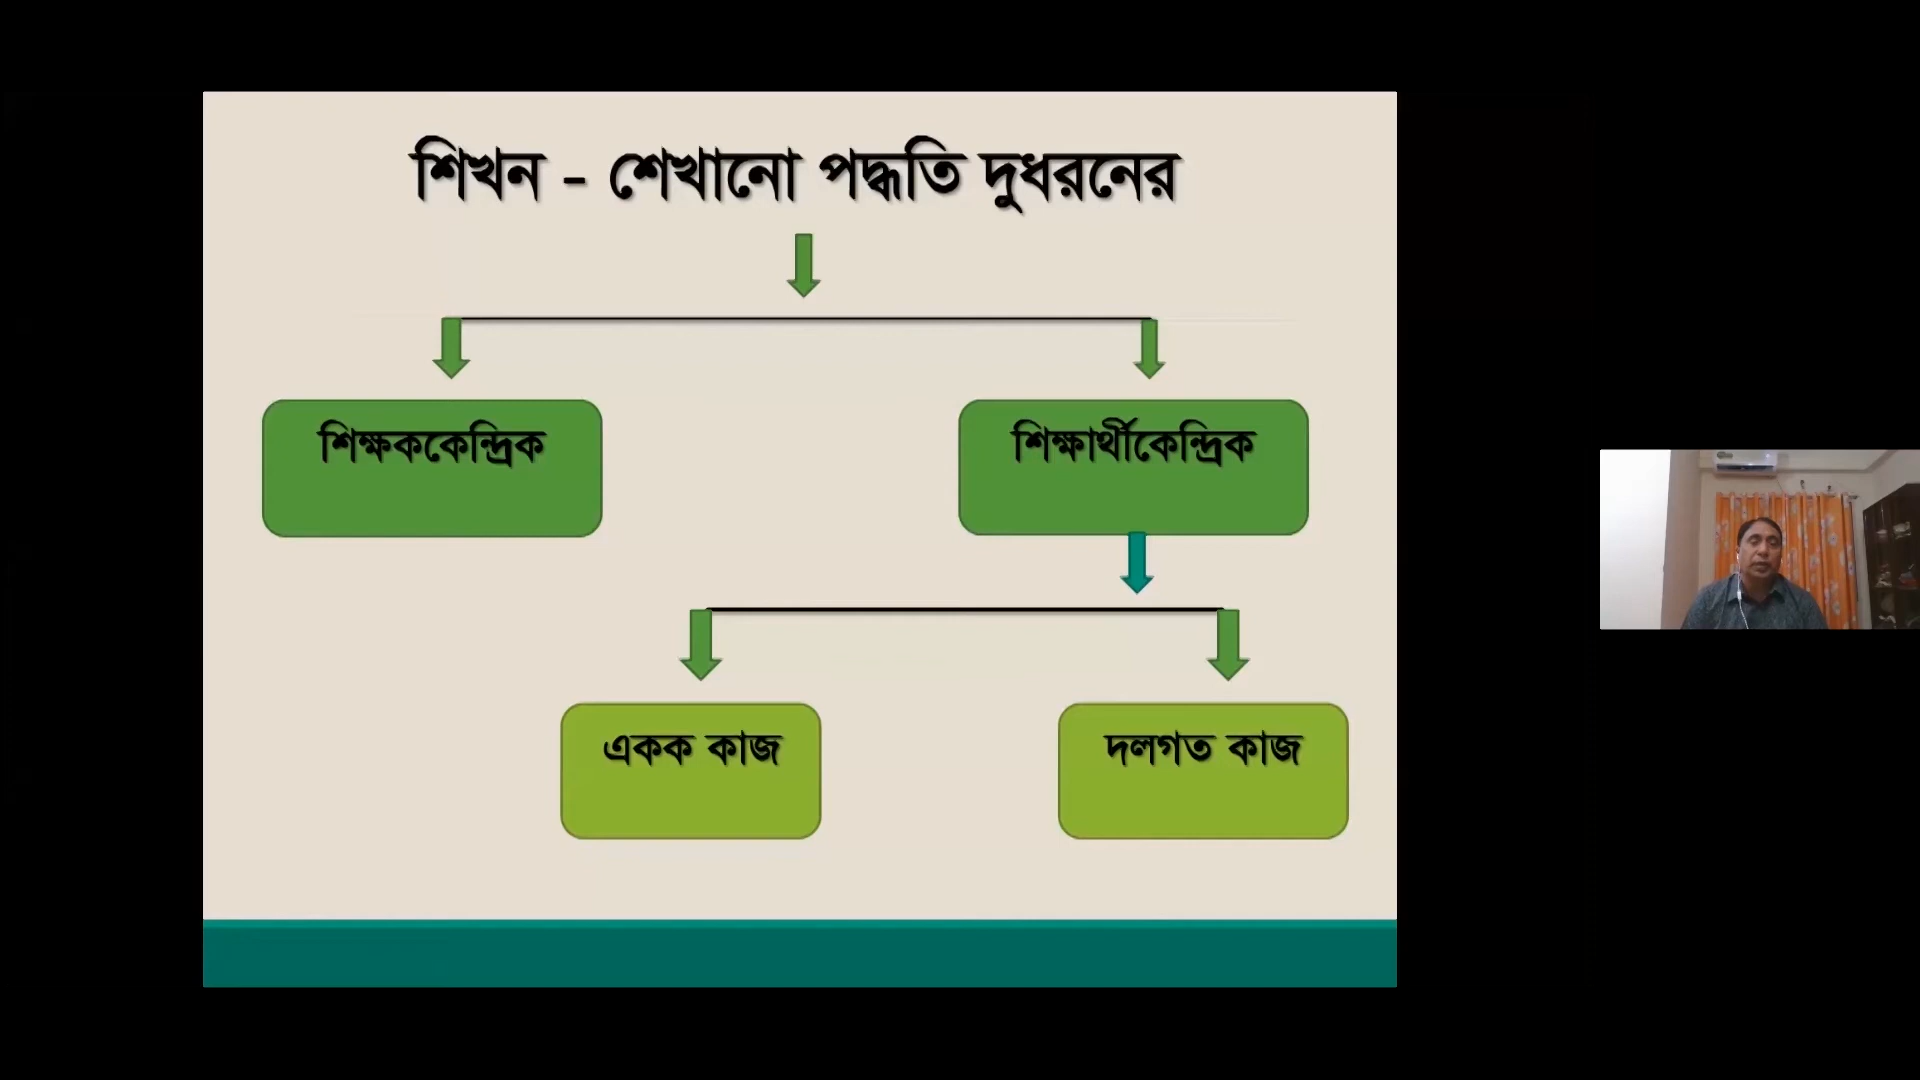 শিখন - শেখানো পদ্ধতি দুধরনের
শিক্ষককেন্দ্রিক
শিক্ষার্থীকেন্দ্রিক
একক কাজ
দলগত কাজ